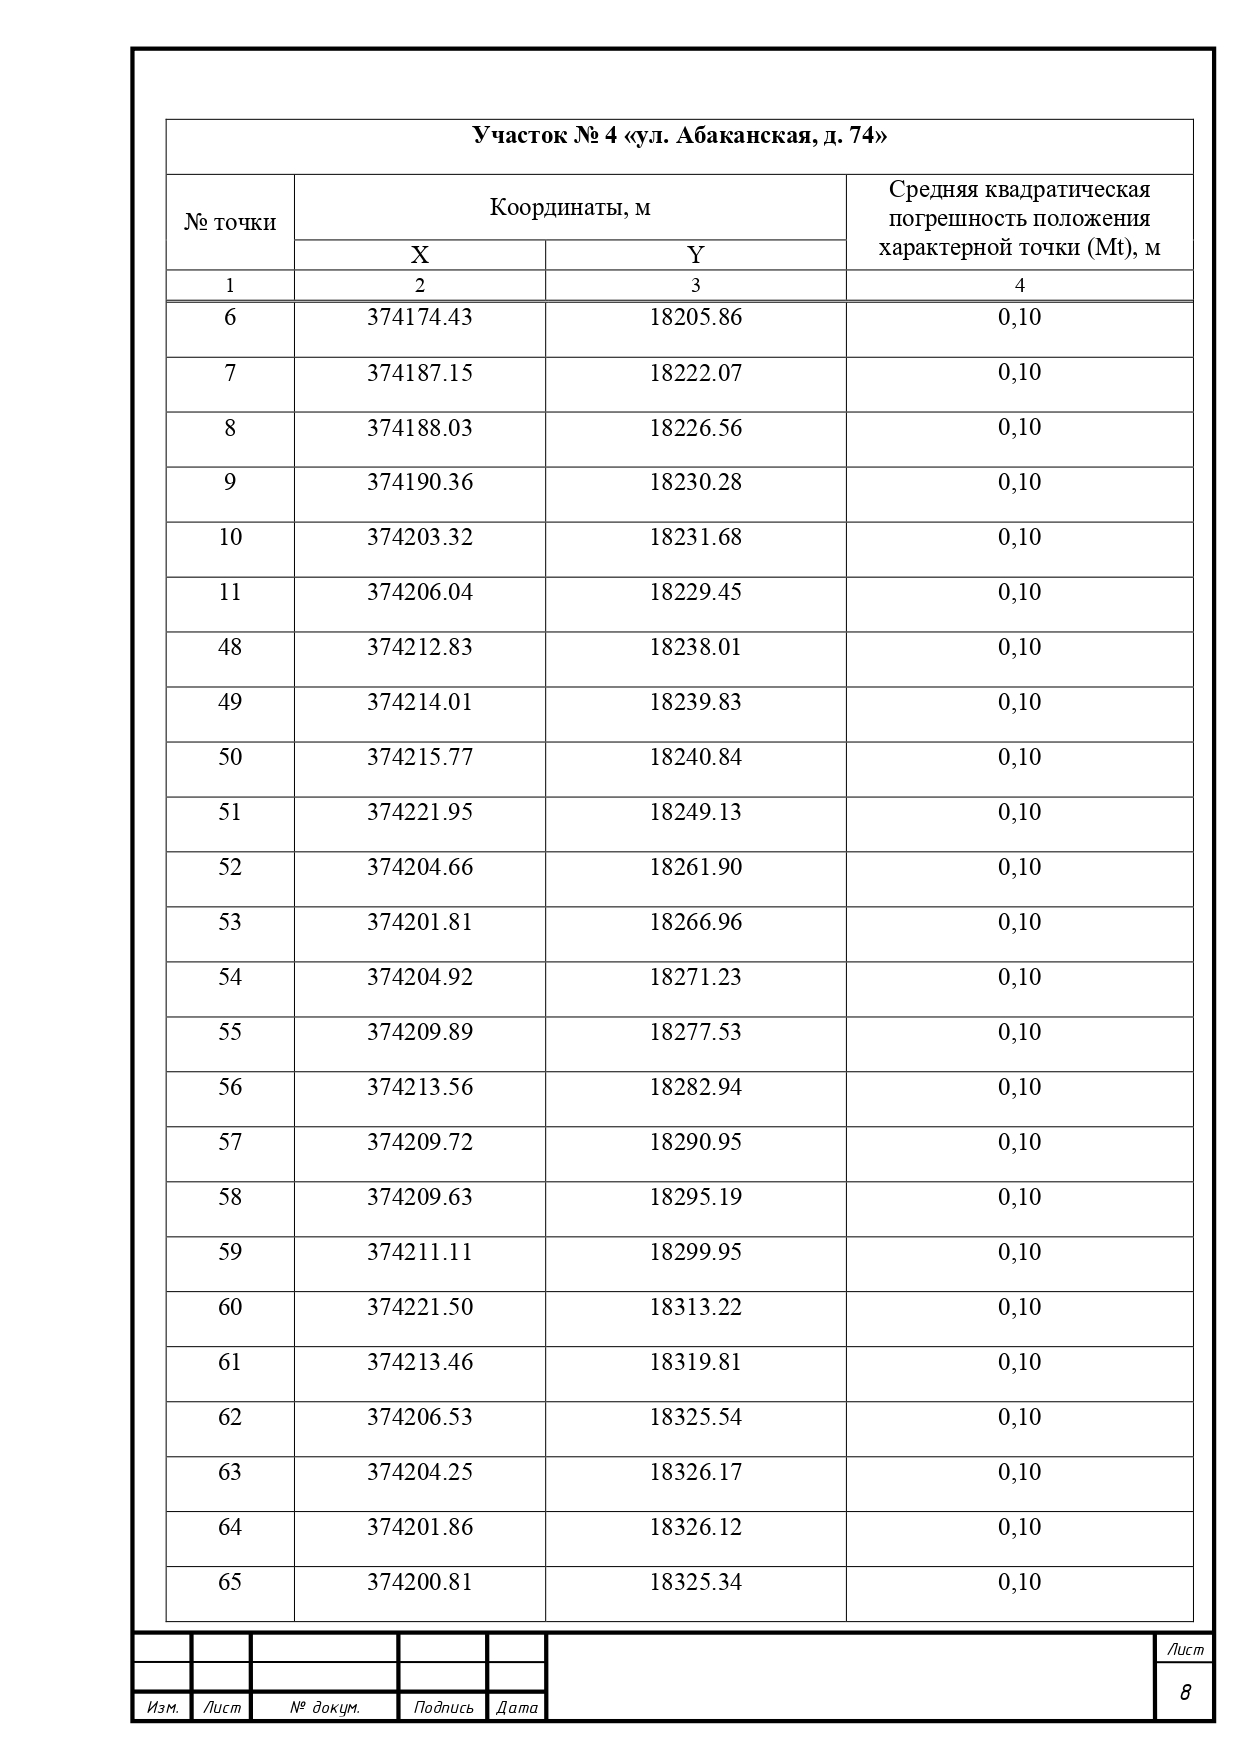 Участок № 4 «ул. Абаканская, д. 74»
№ точки
Координаты, м
Средняя квадратическая
погрешность положения
характерной точки (Mt), м
X Y
1 2 3 4
6 374174.43 18205.86 0,10
7 374187.15 18222.07 0,10
8 374188.03 18226.56 0,10
9 374190.36 18230.28 0,10
10 374203.32 18231.68 0,10
11 374206.04 18229.45 0,10
48 374212.83 18238.01 0,10
49 374214.01 18239.83 0,10
50 374215.77 18240.84 0,10
51 374221.95 18249.13 0,10
52 374204.66 18261.90 0,10
53 374201.81 18266.96 0,10
54 374204.92 18271.23 0,10
55 374209.89 18277.53 0,10
56 374213.56 18282.94 0,10
57 374209.72 18290.95 0,10
58 374209.63 18295.19 0,10
59 374211.11 18299.95 0,10
60 374221.50 18313.22 0,10
61 374213.46 18319.81 0,10
62 374206.53 18325.54 0,10
63 374204.25 18326.17 0,10
64 374201.86 18326.12 0,10
65 374200.81 18325.34 0,10
Лист
8
Изм. Лист № докум. Подпись Дата